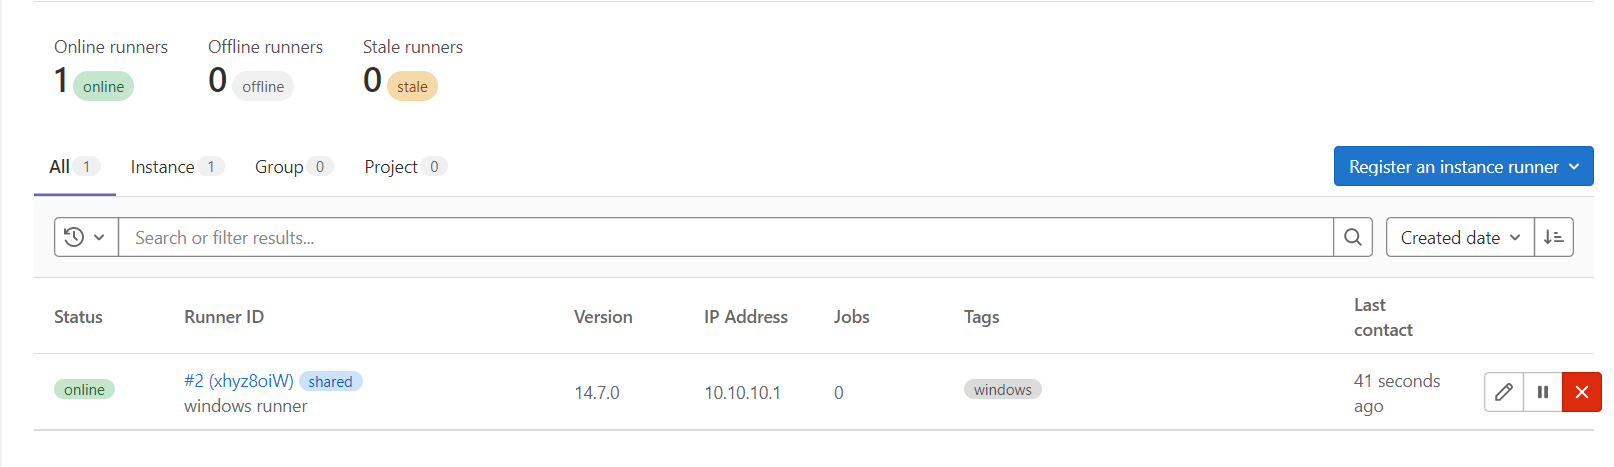 Online runners Offline runners Stale runners
1 online 0 offline 0 stale
All 1 Instance 1 Group 0 Project 0 Register an instance runner
Search or filter results... Created date
Status Runner ID Version IP Address Jobs Tags Last contact
online #2 (xhyz8oiW) shared 14.7.0 10.10.10.1 0 windows 41 seconds ago
windows runner